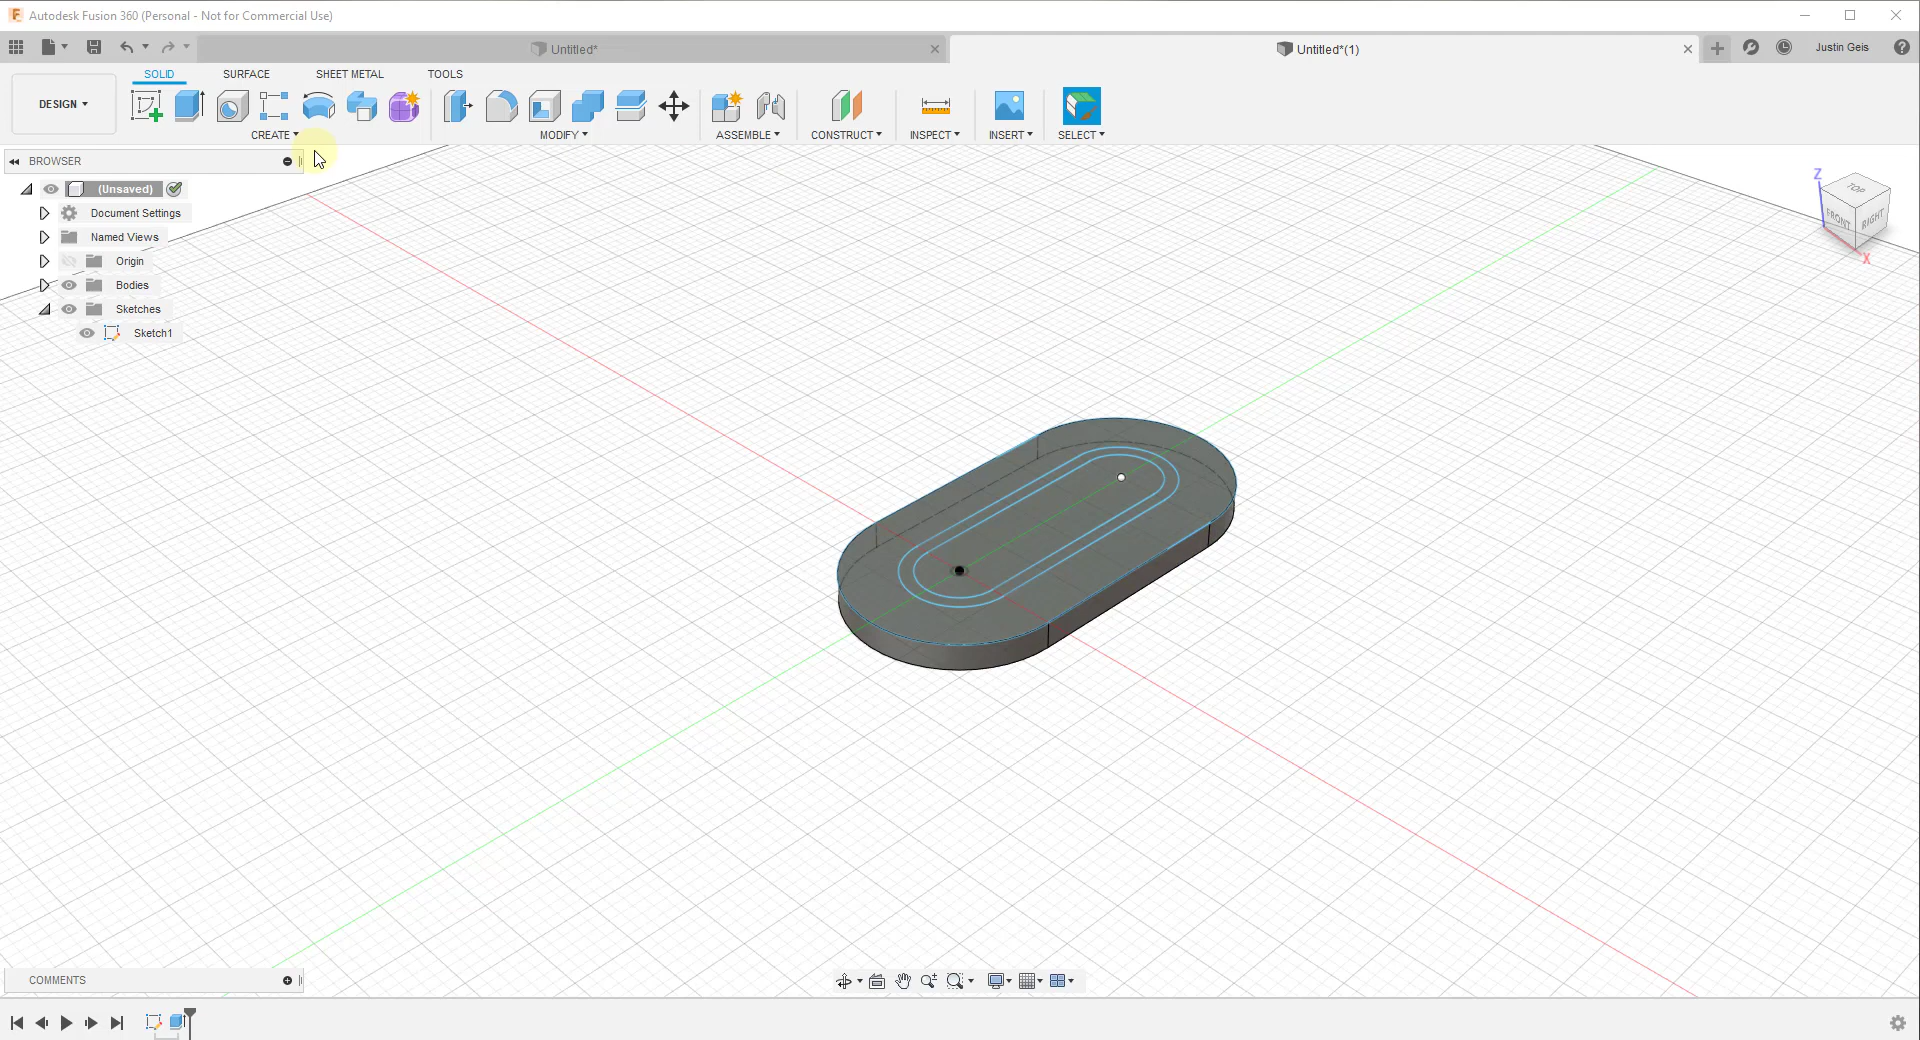 Autodesk Fusion 360 (Personal - Not for Commercial Use)
Untitled*
Untitled*(1)
Justin Geis
DESIGN
SOLID
SURFACE
SHEET METAL
TOOLS
CREATE
MODIFY
ASSEMBLE
CONSTRUCT
INSPECT
INSERT
SELECT
BROWSER
(Unsaved)
Document Settings
Named Views
Origin
Bodies
Sketches
Sketch1
Z
TOP
FRONT
RIGHT
X
COMMENTS